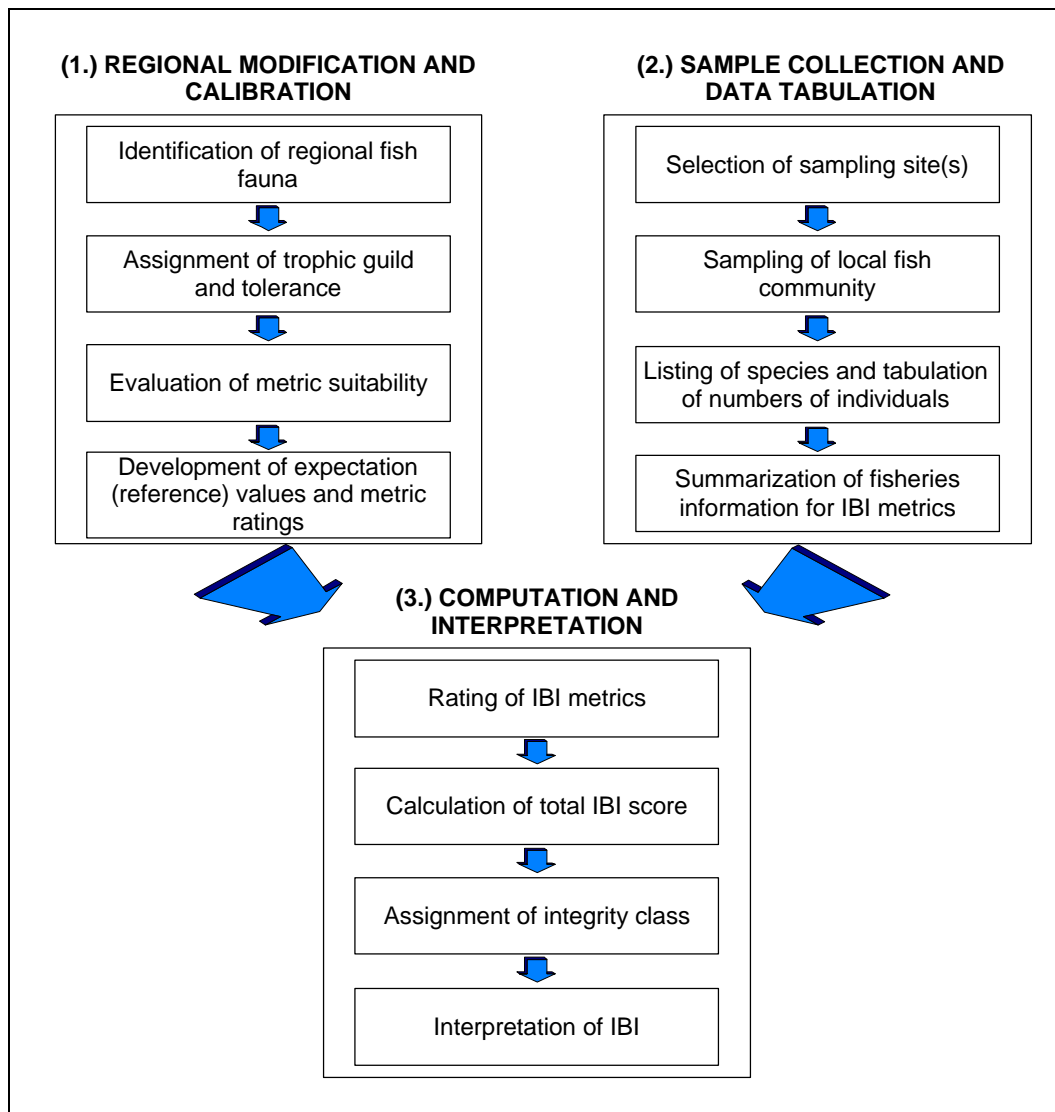 (1.) REGIONAL MODIFICATION AND
CALIBRATION
Identification of regional fish
fauna
Assignment of trophic guild
and tolerance
Evaluation of metric suitability
Development of expectation
(reference) values and metric
ratings
(2.) SAMPLE COLLECTION AND
DATA TABULATION
Selection of sampling site(s)
Sampling of local fish
community
Listing of species and tabulation
of numbers of individuals
Summarization of fisheries
information for IBI metrics
(3.) COMPUTATION AND
INTERPRETATION
Rating of IBI metrics
Calculation of total IBI score
Assignment of integrity class
Interpretation of IBI